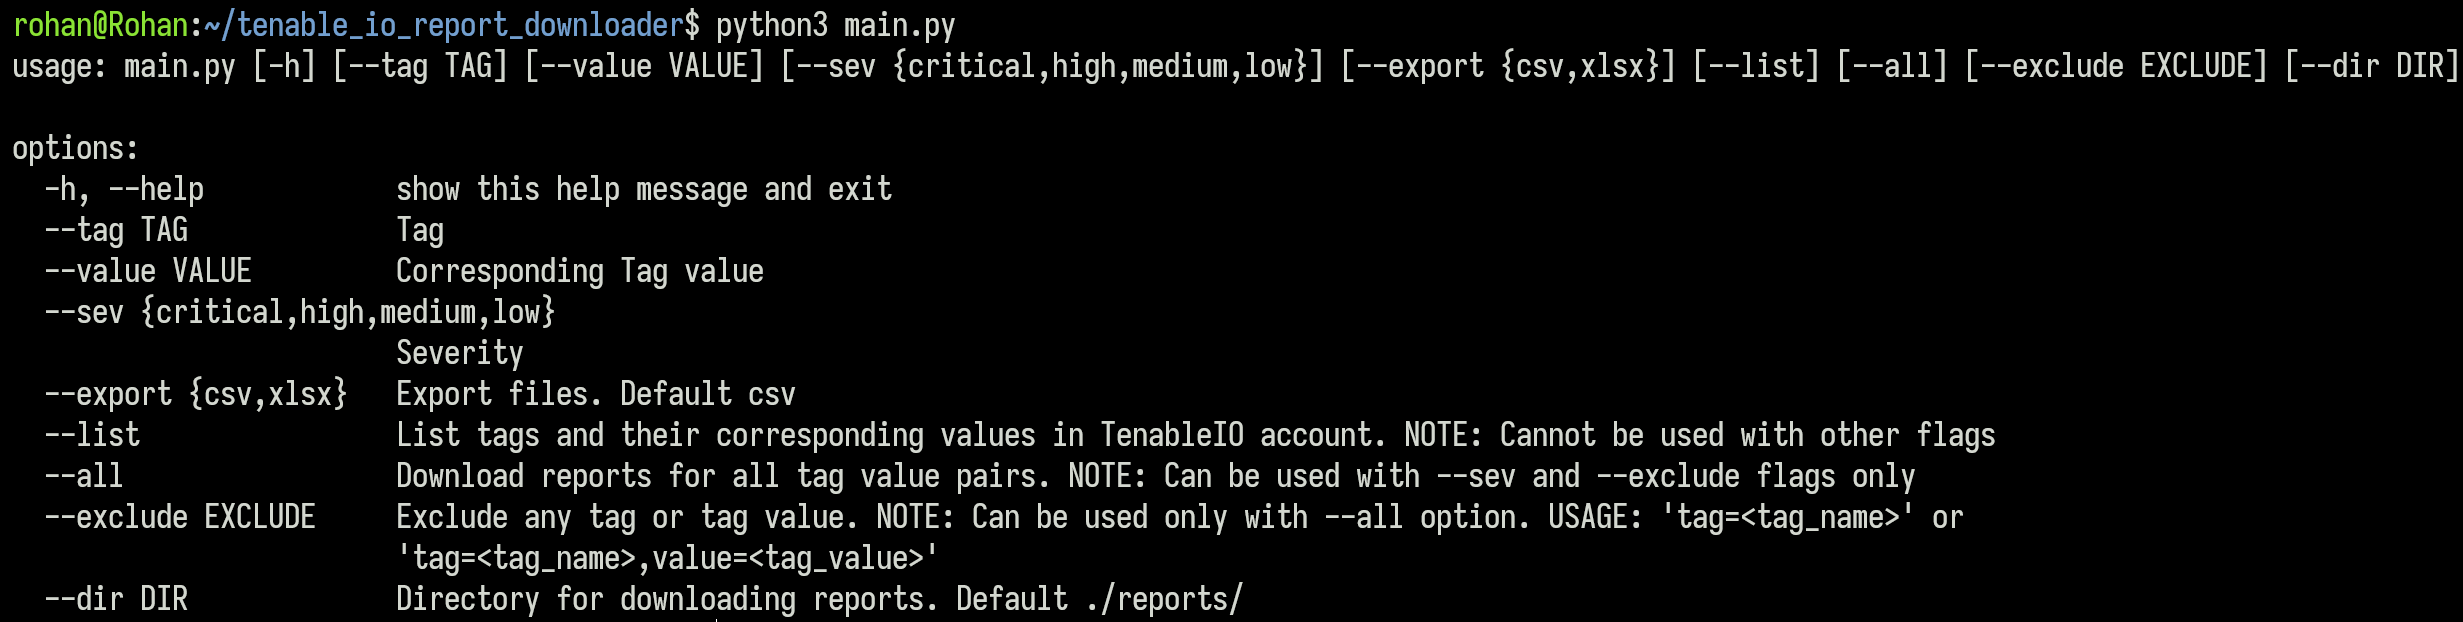 rohan@Rohan:~/tenable_io_report_downloader$ python3 main.py
usage: main.py [-h] [--tag TAG] [--value VALUE] [--sev {critical,high,medium,low}] [--export {csv,xlsx}] [--list] [--all] [--exclude EXCLUDE] [--dir DIR]
options:
-h, --help show this help message and exit
--tag TAG Tag
--value VALUE Corresponding Tag value
--sev {critical,high,medium,low}
Severity
--export {csv,xlsx} Export files. Default csv
--list List tags and their corresponding values in TenableIO account. NOTE: Cannot be used with other flags
--all Download reports for all tag value pairs. NOTE: Can be used with --sev and --exclude flags only
--exclude EXCLUDE Exclude any tag or tag value. NOTE: Can be used only with --all option. USAGE: 'tag=<tag_name>' or
'tag=<tag_name>,value=<tag_value>'
--dir DIR Directory for downloading reports. Default ./reports/